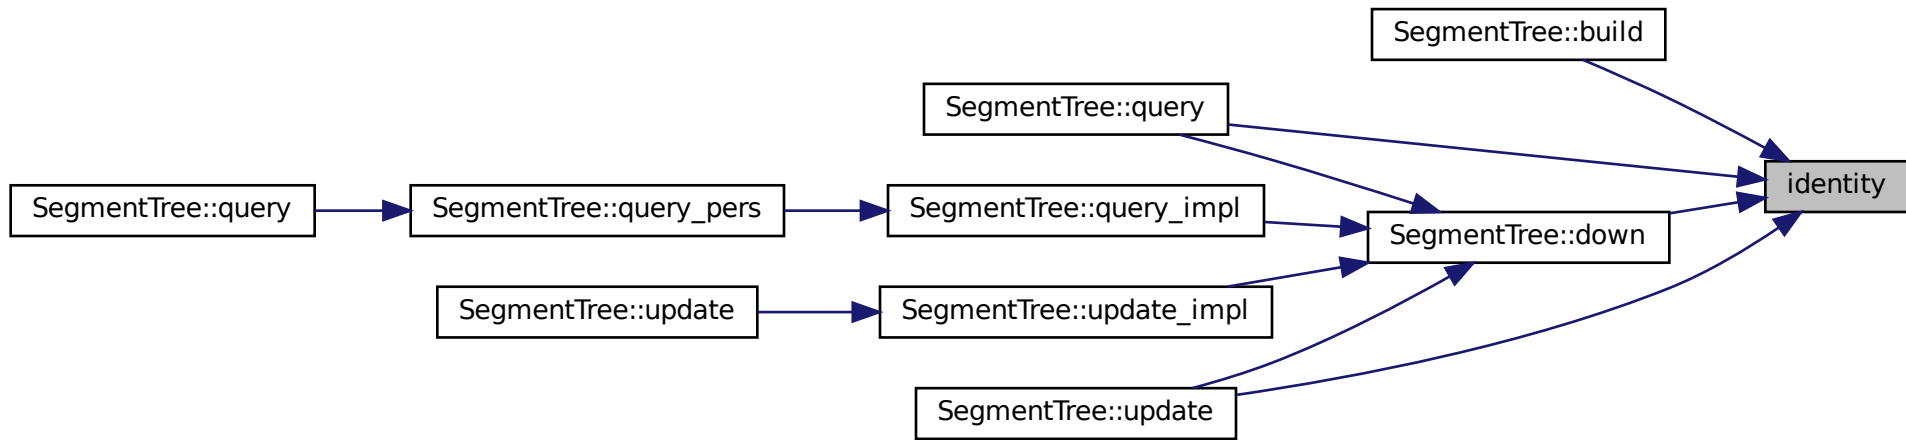 SegmentTree::build
SegmentTree::query
identity
SegmentTree::query
SegmentTree::query_pers
SegmentTree::query_impl
SegmentTree::down
SegmentTree::update
SegmentTree::update_impl
SegmentTree::update